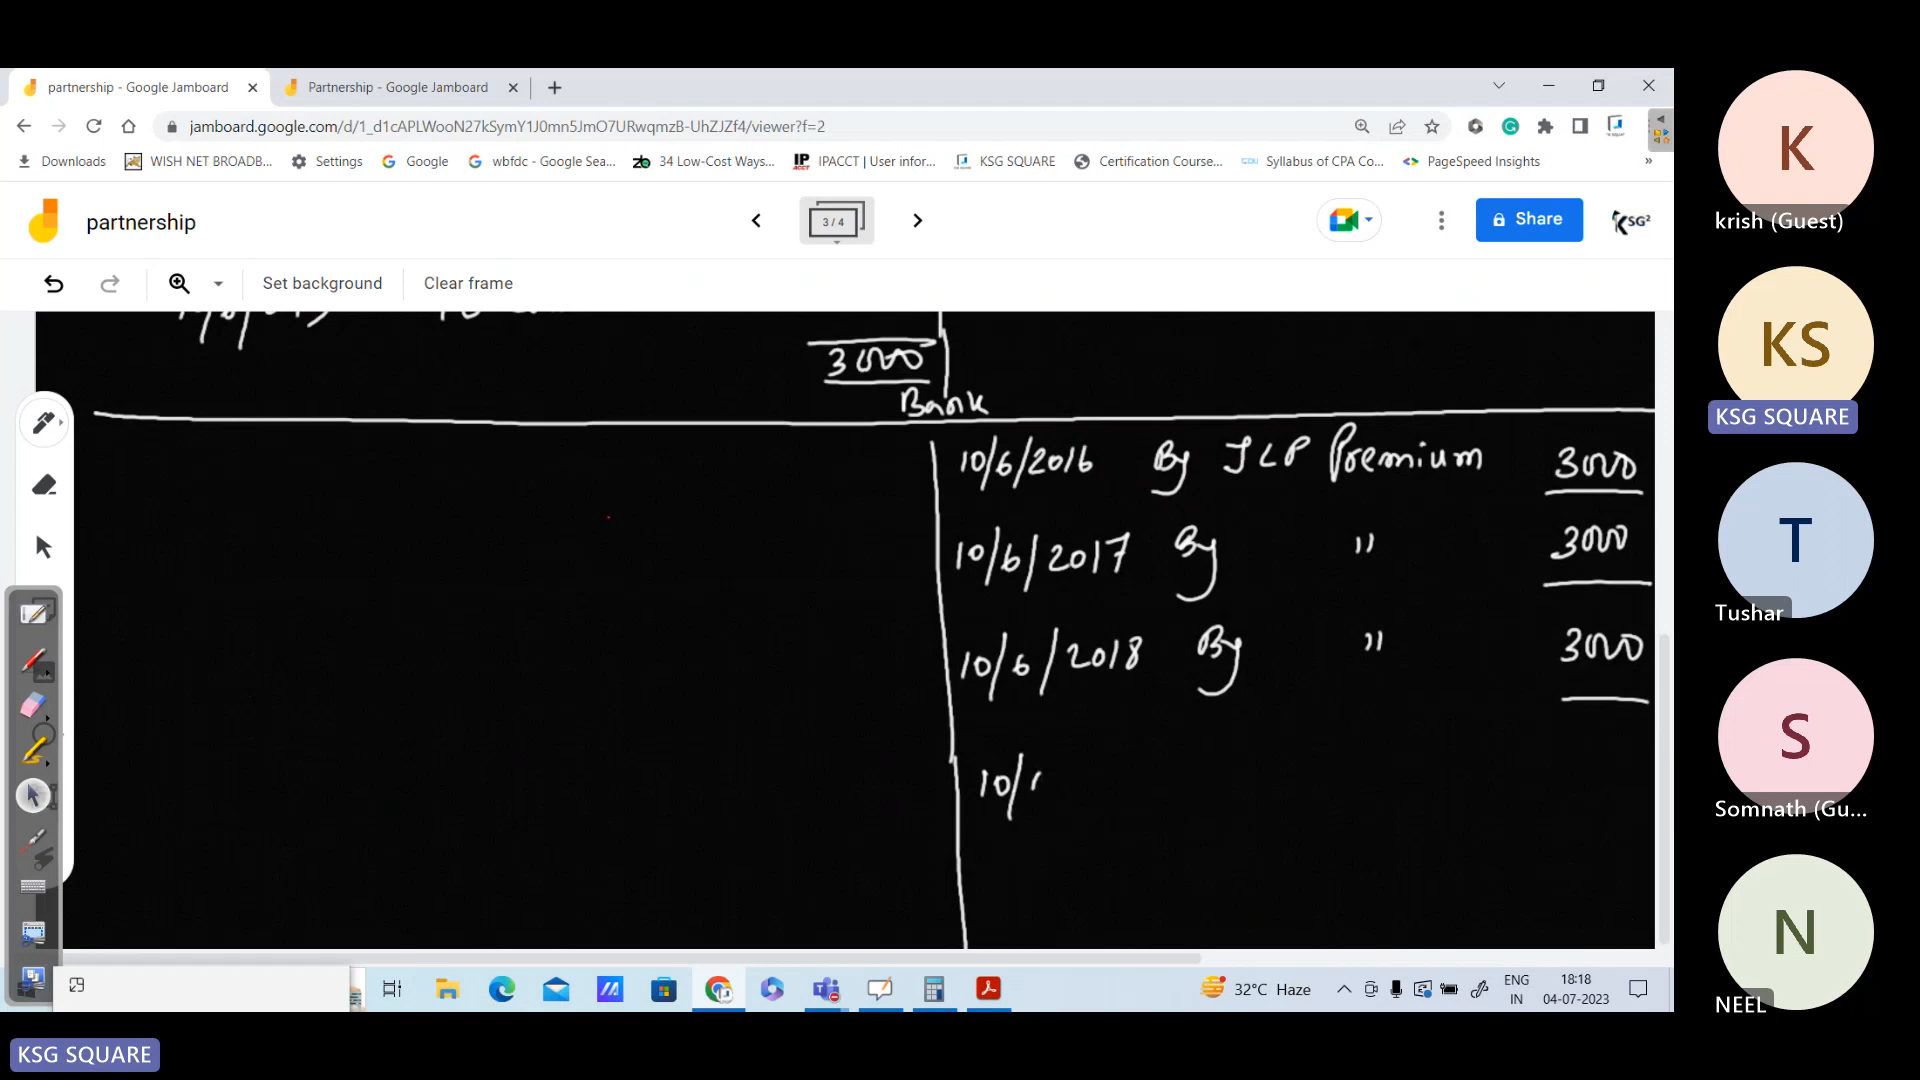 partnership - Google Jamboard
Partnership - Google Jamboard
jamboard.google.com/d/1_d1cAPLWooN27kSymY1J0mn5JmO7URwqmzB-UhZJZf4/viewer?f=2
Downloads WISH NET BROADB... Settings Google wbfdc - Google Sea... 34 Low-Cost Ways... IPACCT | User infor... KSG SQUARE Certification Course... Syllabus of CPA Co... PageSpeed Insights »
partnership
3 / 4
Share
KSG²
Set background Clear frame
3000
Bank
10/6/2016 By JLP Premium 3000
10/6/2017 By " 3000
10/6/2018 By " 3000
10/
32°C Haze
ENG
IN
18:18
04-07-2023
K
krish (Guest)
KS
KSG SQUARE
T
Tushar
S
Somnath (Gu...
N
NEEL
KSG SQUARE